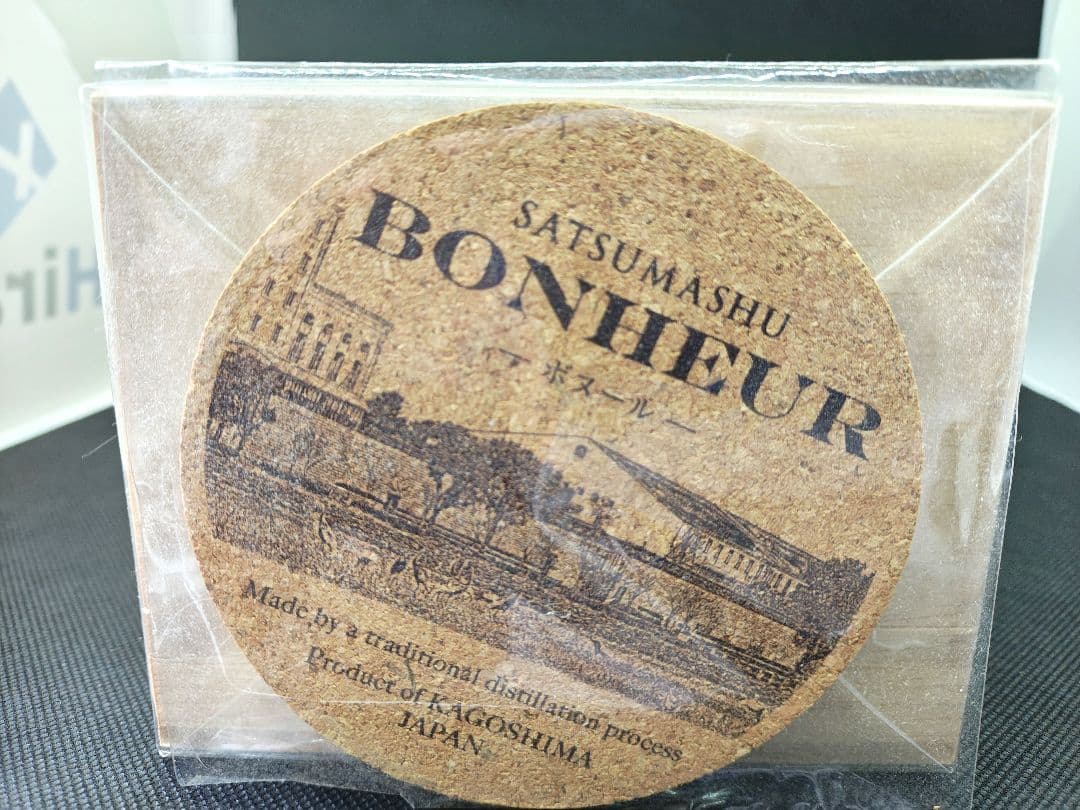 SATSUMASHU
BONHEUR
— ボヌール —
Made by a traditional distillation process
Product of KAGOSHIMA
JAPAN